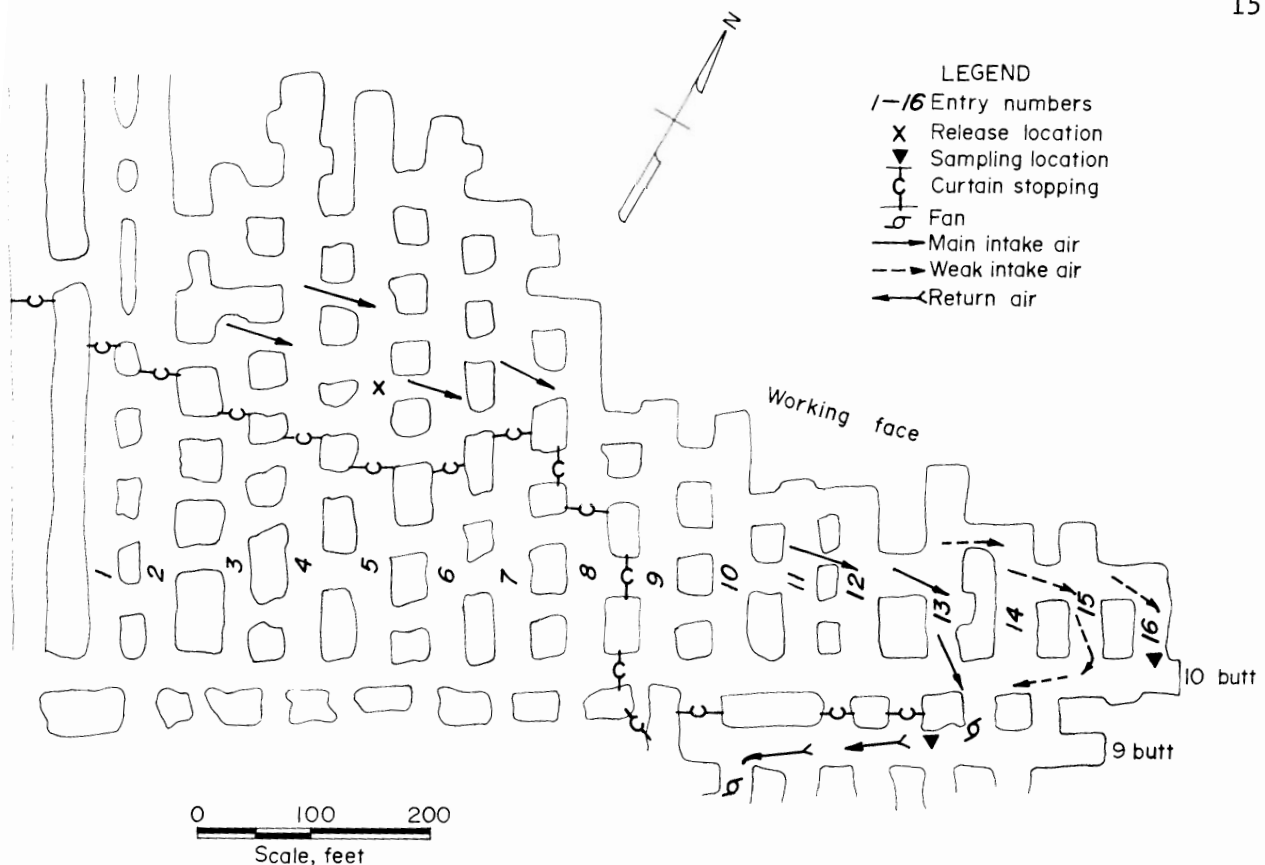 15
N
LEGEND
1-16 Entry numbers
X Release location
Sampling location
Curtain stopping
Fan
Main intake air
Weak intake air
Return air
X
Working face
1 2 3 4 5 6 7 8 9 10 11 12 13 14 15 16
10 butt
9 butt
0 100 200
Scale, feet